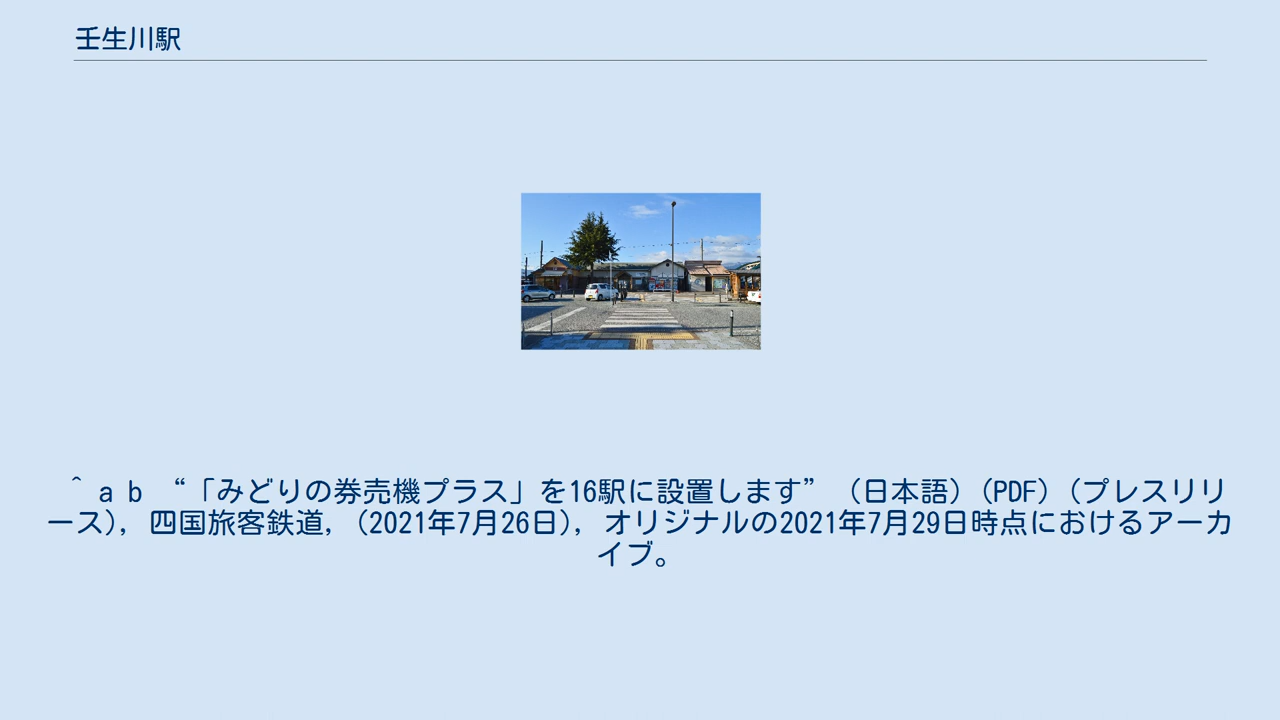 壬生川駅
^ a b “「みどりの券売機プラス」を16駅に設置します” (日本語) (PDF) (プレスリリ
ース), 四国旅客鉄道, (2021年7月26日), オリジナルの2021年7月29日時点におけるアーカ
イブ。